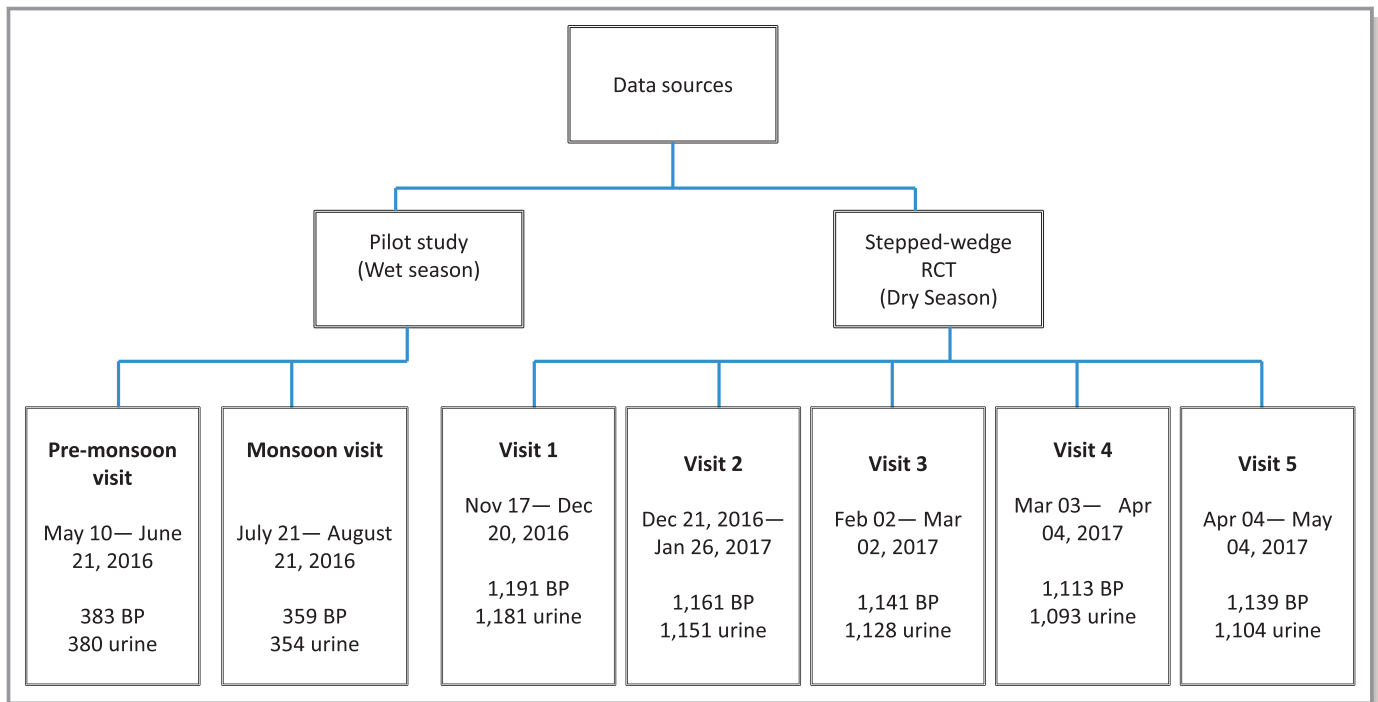 Data sources
Pilot study
(Wet season)
Stepped-wedge
RCT
(Dry Season)
Pre-monsoon
visit
May 10— June
21, 2016
383 BP
380 urine
Monsoon visit
July 21— August
21, 2016
359 BP
354 urine
Visit 1
Nov 17— Dec
20, 2016
1,191 BP
1,181 urine
Visit 2
Dec 21, 2016—
Jan 26, 2017
1,161 BP
1,151 urine
Visit 3
Feb 02— Mar
02, 2017
1,141 BP
1,128 urine
Visit 4
Mar 03— Apr
04, 2017
1,113 BP
1,093 urine
Visit 5
Apr 04— May
04, 2017
1,139 BP
1,104 urine